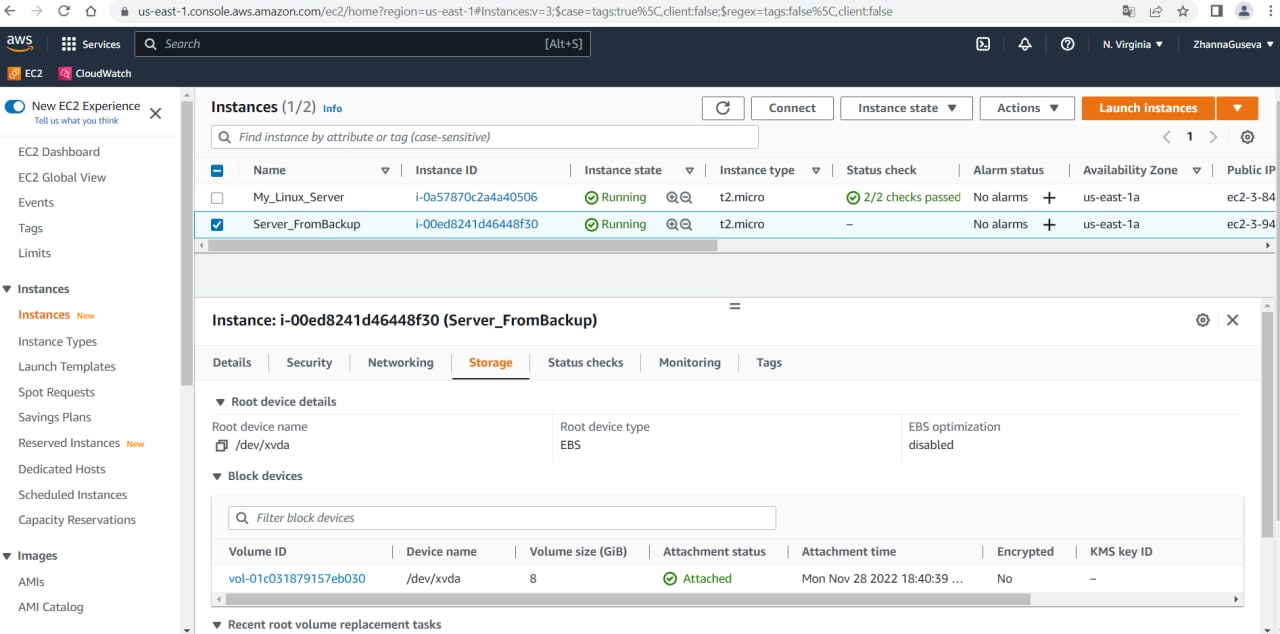 us-east-1.console.aws.amazon.com/ec2/home?region=us-east-1#Instances:v=3;$case=tags:true%5C,client:false;$regex=tags:false%5C,client:false
aws Services Search [Alt+S] N. Virginia ▼ ZhannaGuseva ▼
EC2 CloudWatch
New EC2 Experience
Tell us what you think
EC2 Dashboard
EC2 Global View
Events
Tags
Limits
Instances
Instances New
Instance Types
Launch Templates
Spot Requests
Savings Plans
Reserved Instances New
Dedicated Hosts
Scheduled Instances
Capacity Reservations
Images
AMIs
AMI Catalog
Instances (1/2) Info Connect Instance state ▼ Actions ▼ Launch instances ▼
Find instance by attribute or tag (case-sensitive) 1
Name Instance ID Instance state Instance type Status check Alarm status Availability Zone Public IP
My_Linux_Server i-0a57870c2a4a40506 Running t2.micro 2/2 checks passed No alarms + us-east-1a ec2-3-84
Server_FromBackup i-00ed8241d46448f30 Running t2.micro – No alarms + us-east-1a ec2-3-94
Instance: i-00ed8241d46448f30 (Server_FromBackup)
Details Security Networking Storage Status checks Monitoring Tags
Root device details
Root device name Root device type EBS optimization
/dev/xvda EBS disabled
Block devices
Filter block devices
Volume ID Device name Volume size (GiB) Attachment status Attachment time Encrypted KMS key ID
vol-01c031879157eb030 /dev/xvda 8 Attached Mon Nov 28 2022 18:40:39 ... No –
Recent root volume replacement tasks